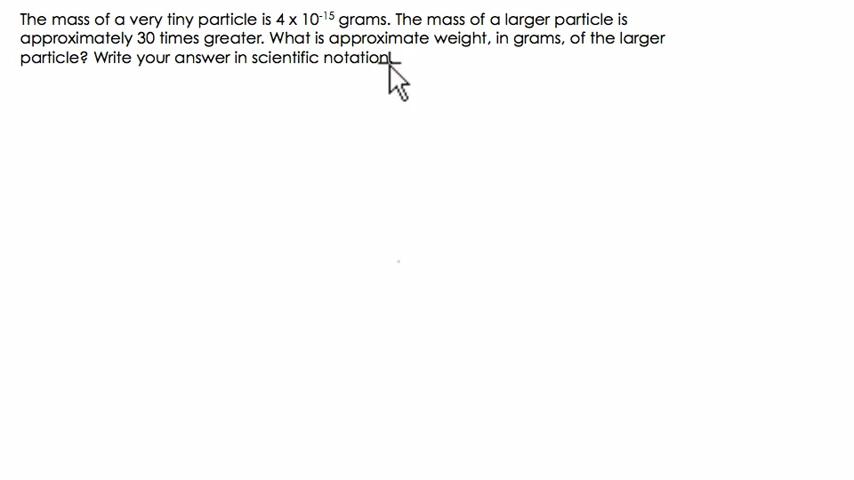 The mass of a very tiny particle is 4 x 10⁻¹⁵ grams. The mass of a larger particle is
approximately 30 times greater. What is approximate weight, in grams, of the larger
particle? Write your answer in scientific notation.